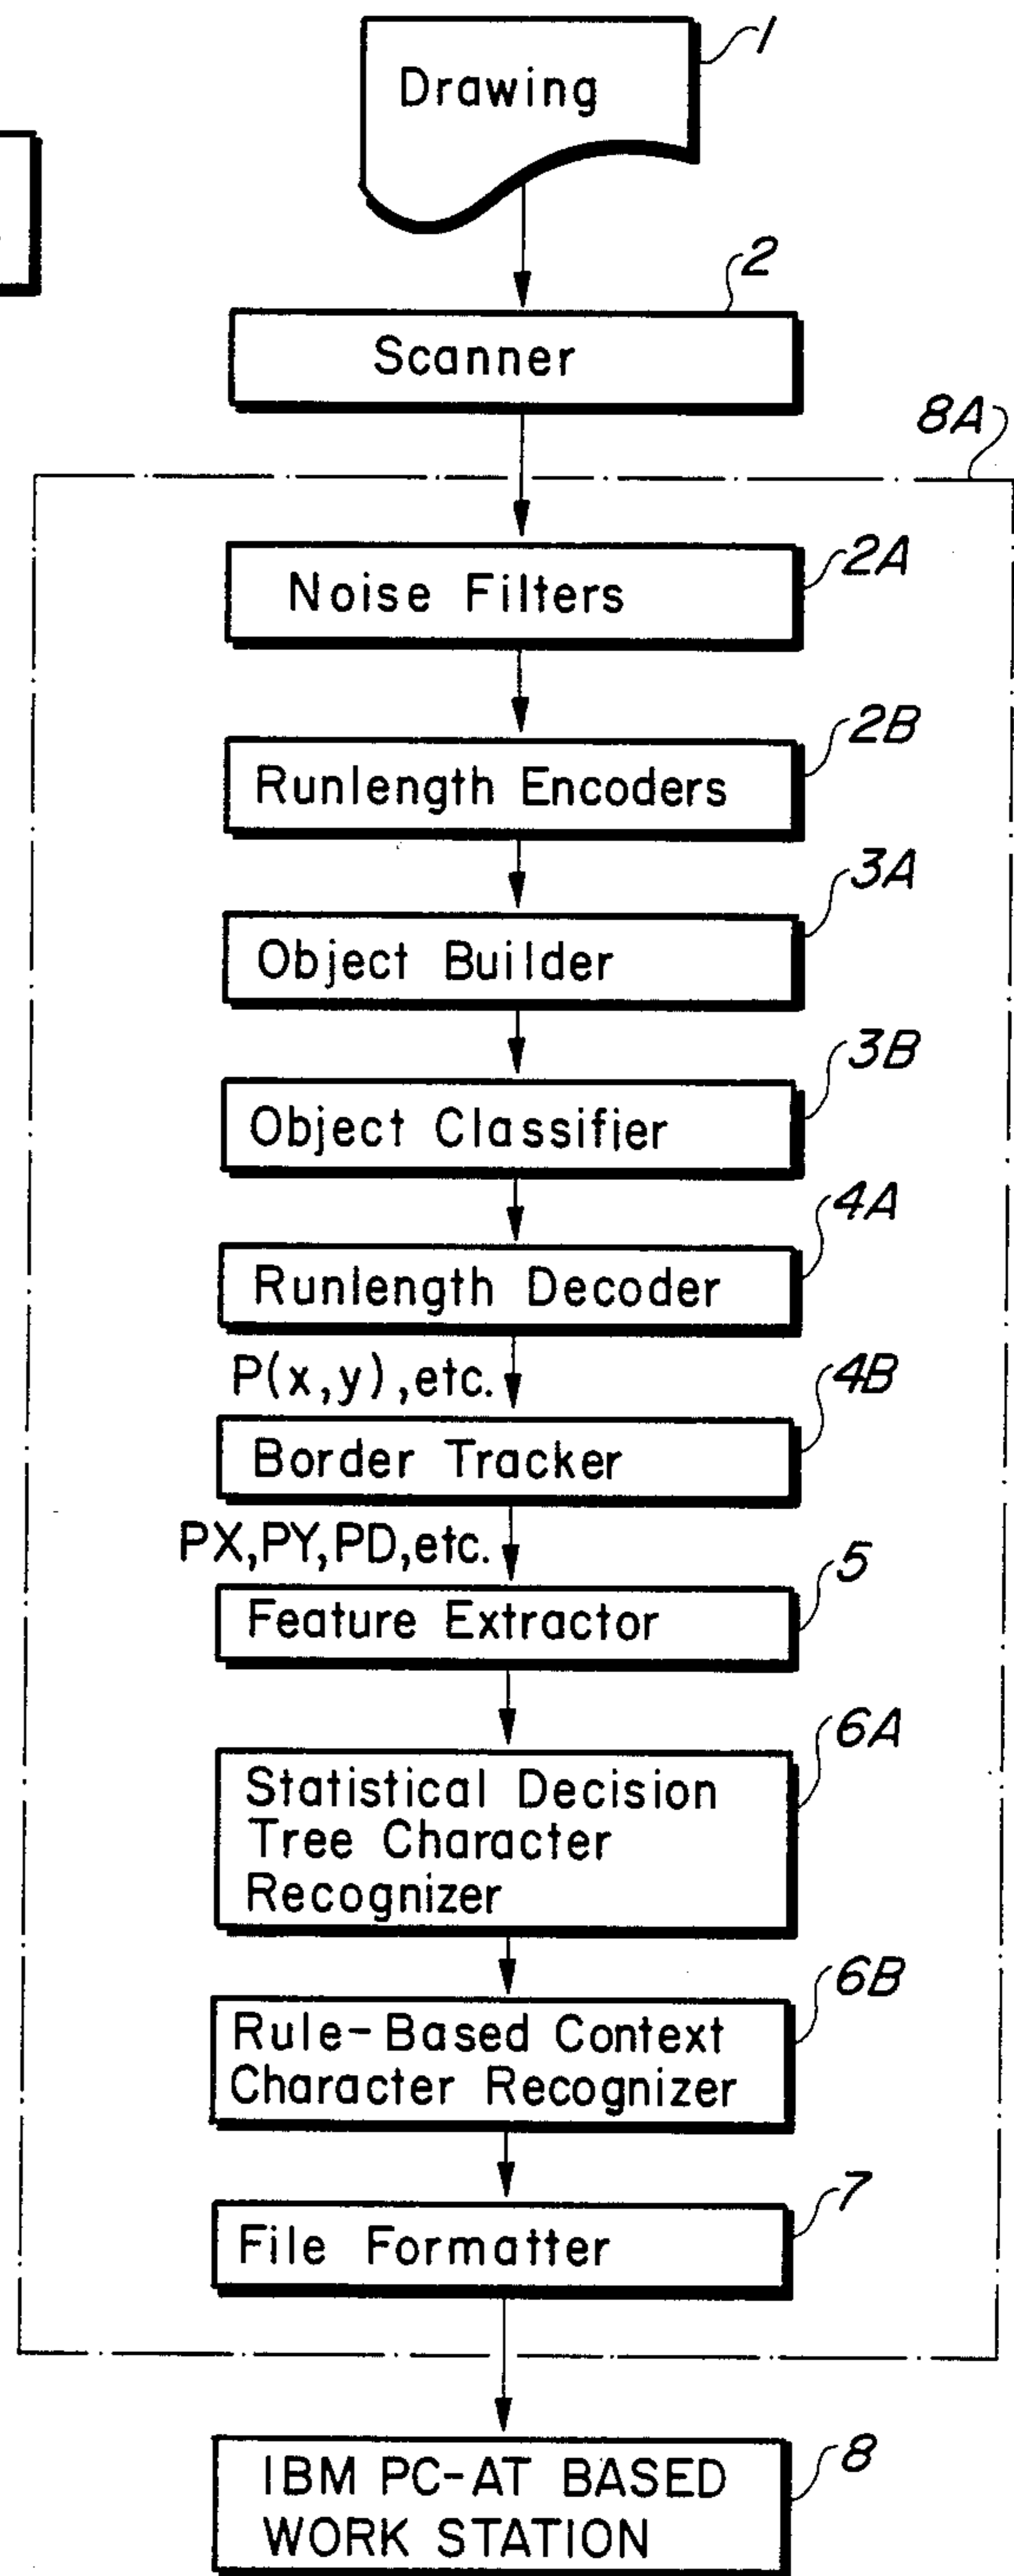 Drawing
1
2
Scanner
8A
2A
Noise Filters
2B
Runlength Encoders
3A
Object Builder
3B
Object Classifier
4A
Runlength Decoder
P(x,y),etc.
4B
Border Tracker
PX,PY,PD,etc.
5
Feature Extractor
6A
Statistical Decision
Tree Character
Recognizer
6B
Rule-Based Context
Character Recognizer
7
File Formatter
8
IBM PC-AT BASED
WORK STATION